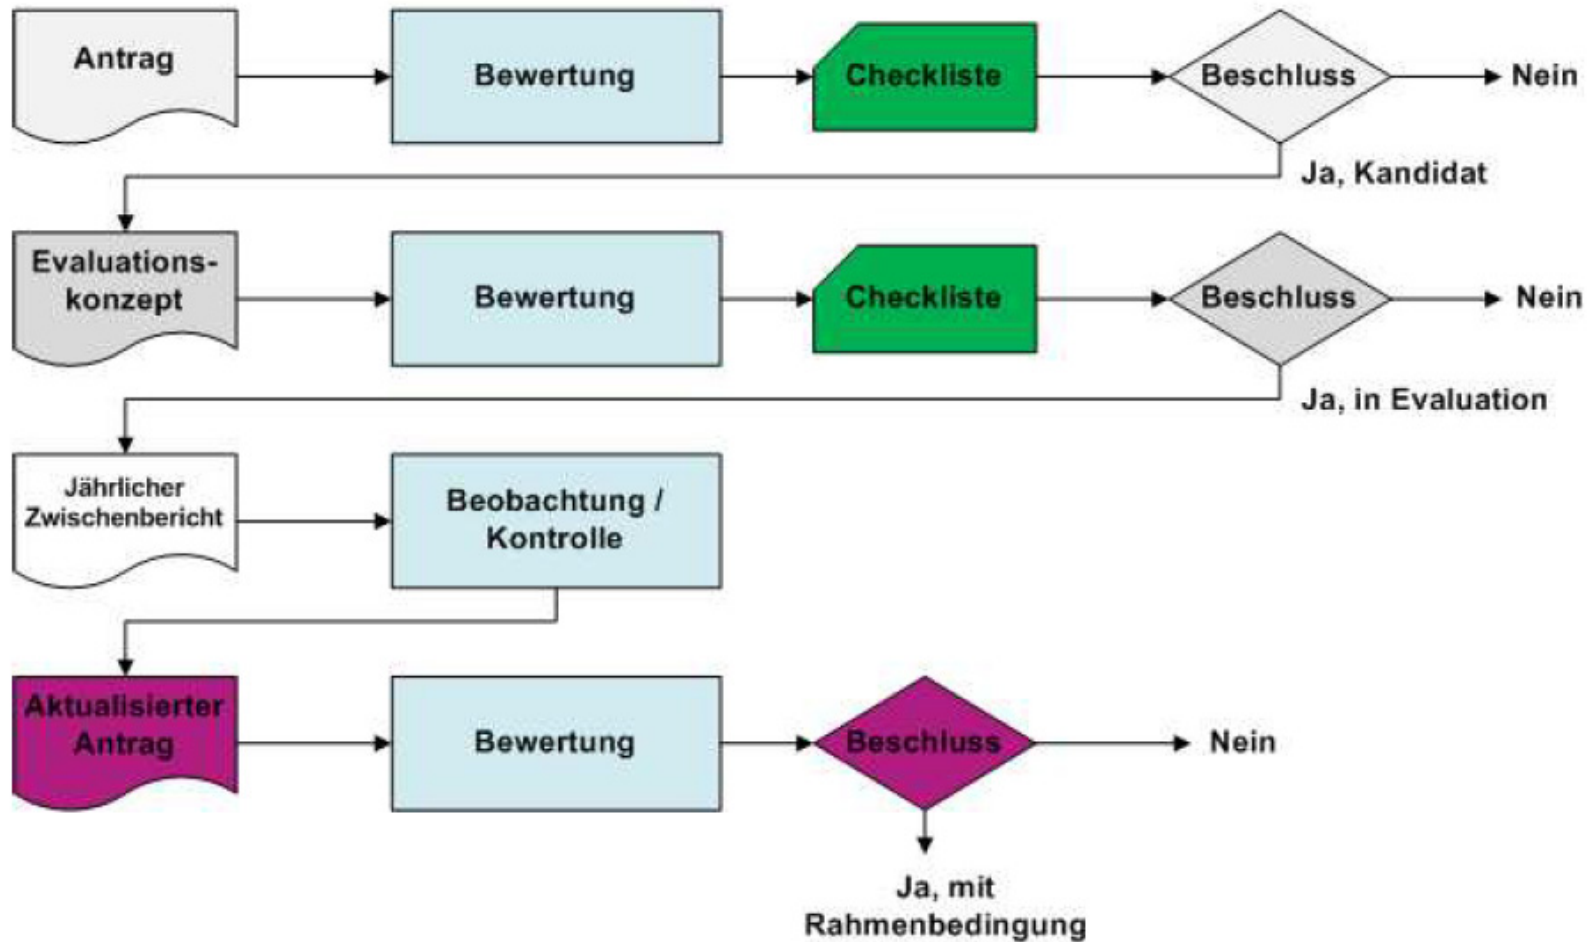 Antrag
Bewertung
Checkliste
Beschluss
Nein
Ja, Kandidat
Evaluations-
konzept
Bewertung
Checkliste
Beschluss
Nein
Ja, in Evaluation
Jährlicher
Zwischenbericht
Beobachtung /
Kontrolle
Aktualisierter
Antrag
Bewertung
Beschluss
Nein
Ja, mit
Rahmenbedingung